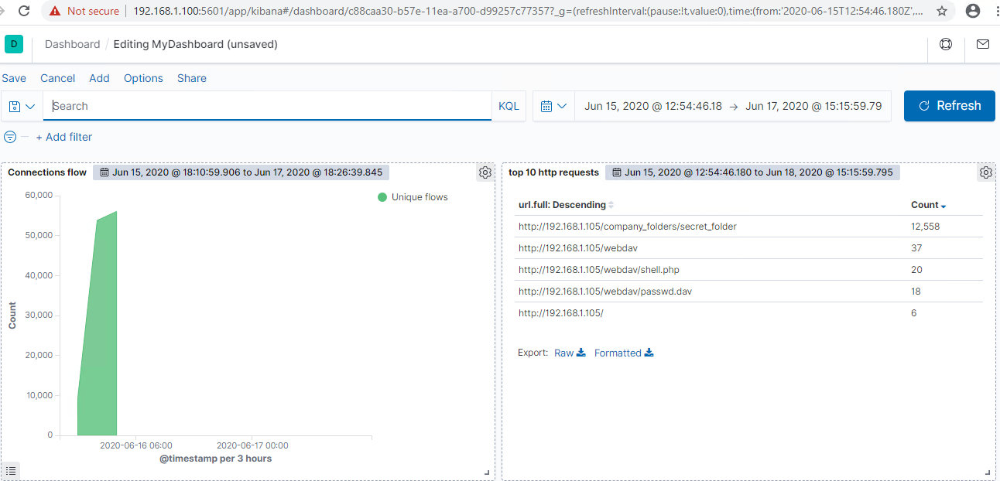 Not secure 192.168.1.100:5601/app/kibana#/dashboard/c88caa30-b57e-11ea-a700-d99257c77357?_g=(refreshInterval:(pause:!t,value:0),time:(from:'2020-06-15T12:54:46.180Z',...
D Dashboard / Editing MyDashboard (unsaved)
Save Cancel Add Options Share
Search KQL Jun 15, 2020 @ 12:54:46.18 → Jun 17, 2020 @ 15:15:59.79 Refresh
+ Add filter
Connections flow Jun 15, 2020 @ 18:10:59.906 to Jun 17, 2020 @ 18:26:39.845
Unique flows
60,000
50,000
40,000
30,000
20,000
10,000
0
Count
2020-06-16 06:00 2020-06-17 00:00
@timestamp per 3 hours
top 10 http requests Jun 15, 2020 @ 12:54:46.180 to Jun 18, 2020 @ 15:15:59.795
url.full: Descending Count
http://192.168.1.105/company_folders/secret_folder 12,558
http://192.168.1.105/webdav 37
http://192.168.1.105/webdav/shell.php 20
http://192.168.1.105/webdav/passwd.dav 18
http://192.168.1.105/ 6
Export: Raw Formatted